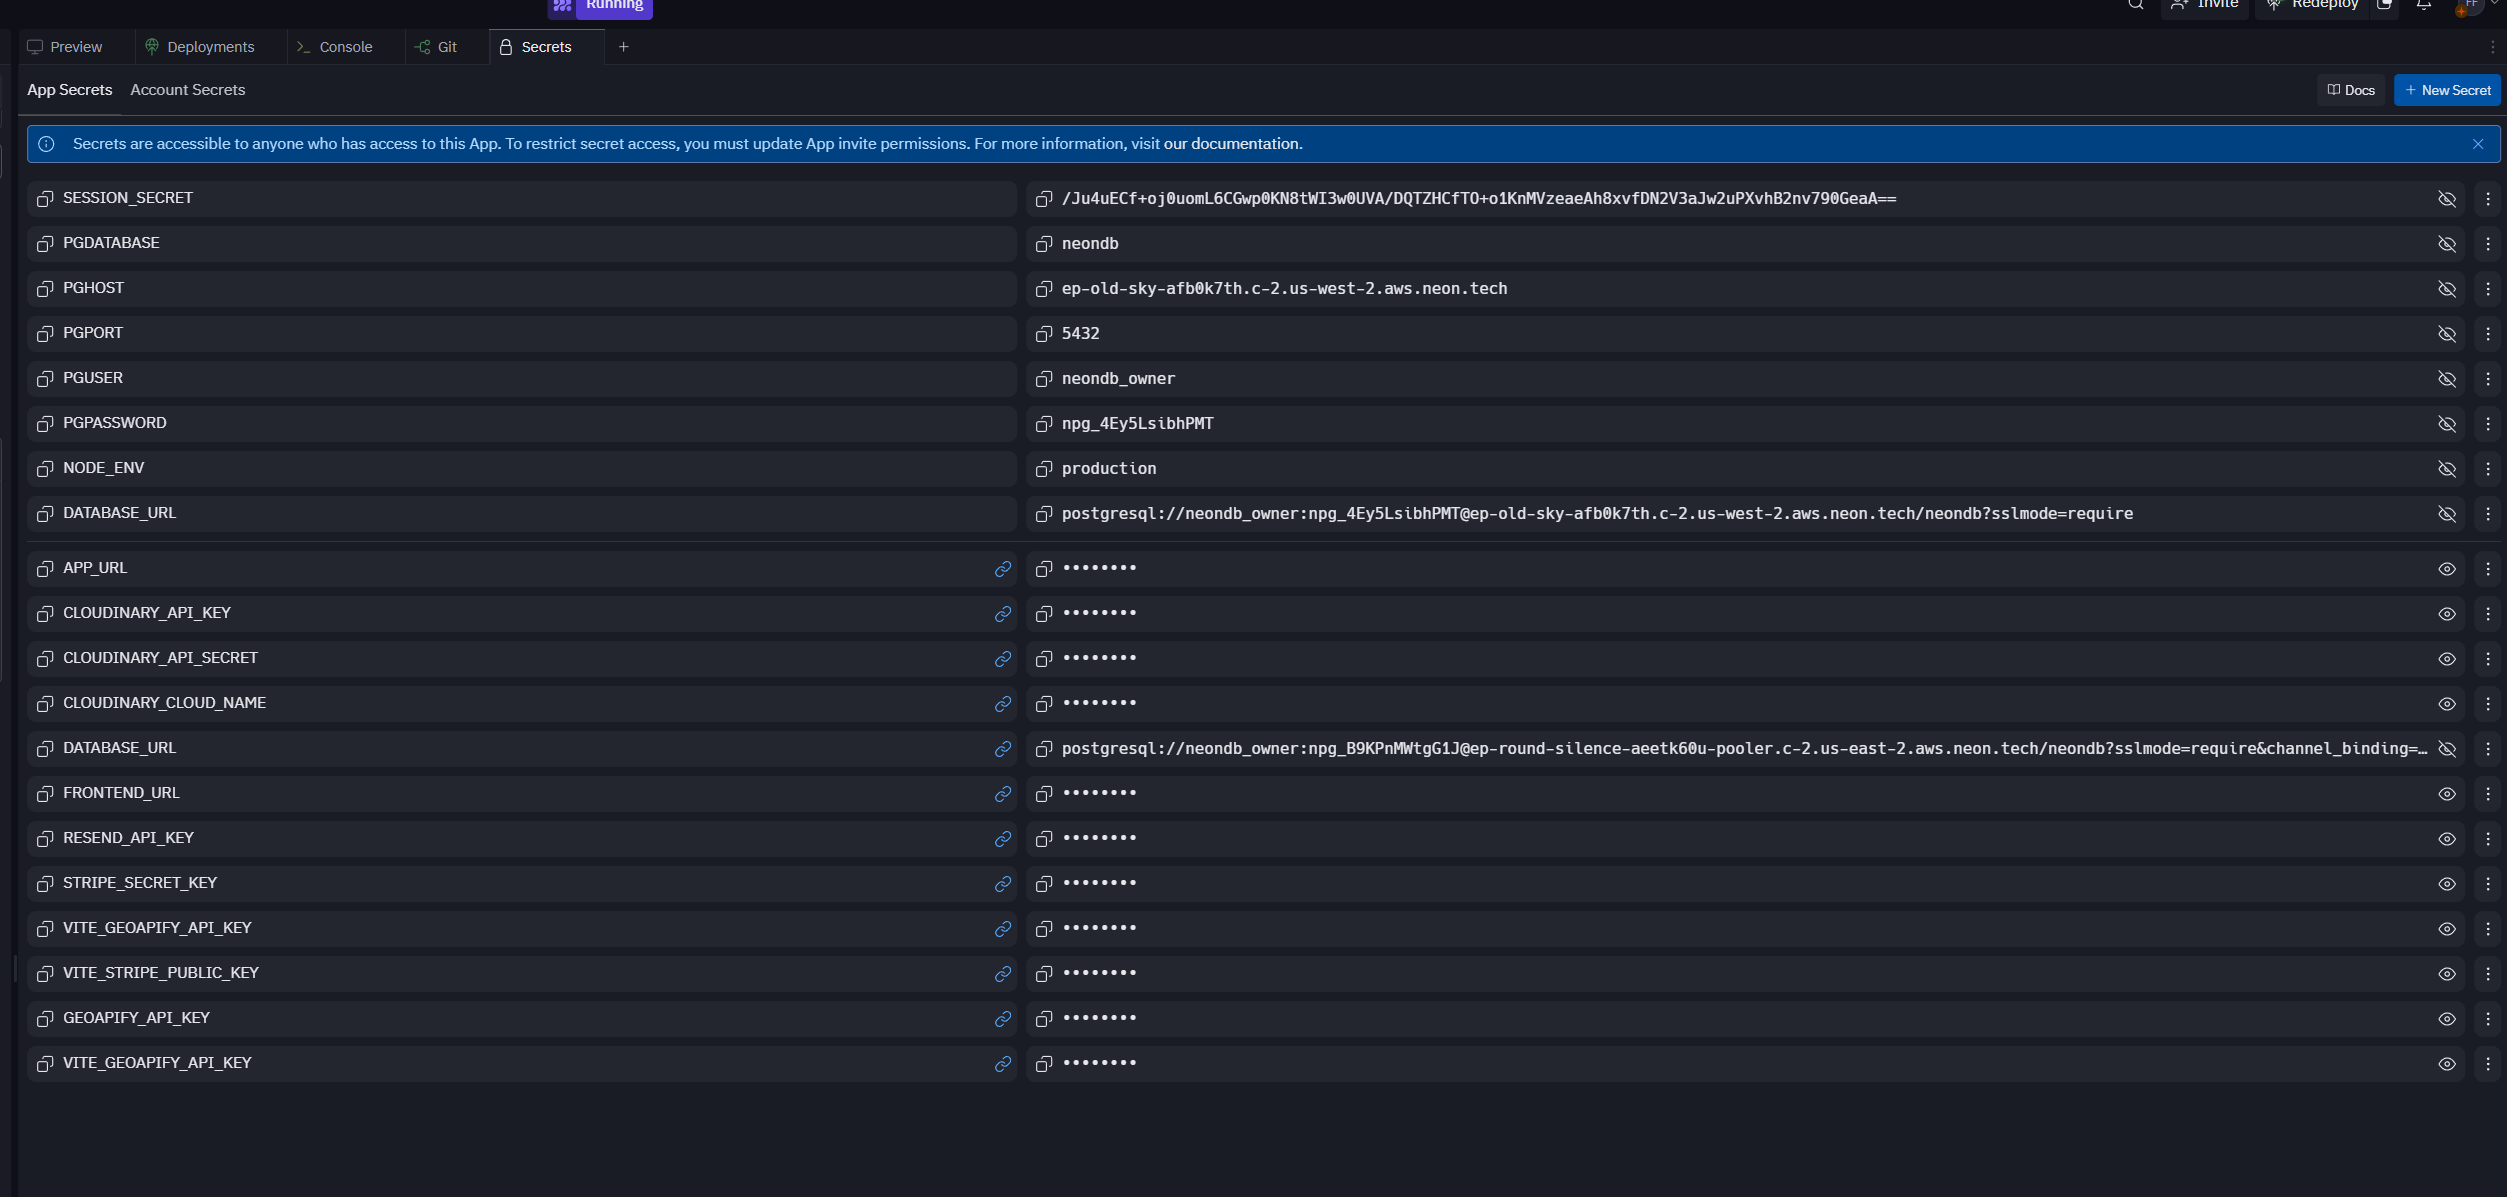 Running
Invite
Redeploy
FF
Preview
Deployments
Console
Git
Secrets
App Secrets
Account Secrets
Docs
New Secret
Secrets are accessible to anyone who has access to this App. To restrict secret access, you must update App invite permissions. For more information, visit our documentation.
SESSION_SECRET /Ju4uECf+oj0uomL6CGwp0KN8tWI3w0UVA/DQTZHCfTO+o1KnMVzeaeAh8xvfDN2V3aJw2uPXvhB2nv790GeaA==
PGDATABASE neondb
PGHOST ep-old-sky-afb0k7th.c-2.us-west-2.aws.neon.tech
PGPORT 5432
PGUSER neondb_owner
PGPASSWORD npg_4Ey5LsibhPMT
NODE_ENV production
DATABASE_URL postgresql://neondb_owner:npg_4Ey5LsibhPMT@ep-old-sky-afb0k7th.c-2.us-west-2.aws.neon.tech/neondb?sslmode=require
APP_URL ••••••••
CLOUDINARY_API_KEY ••••••••
CLOUDINARY_API_SECRET ••••••••
CLOUDINARY_CLOUD_NAME ••••••••
DATABASE_URL postgresql://neondb_owner:npg_B9KPnMWtgG1J@ep-round-silence-aeetk60u-pooler.c-2.us-east-2.aws.neon.tech/neondb?sslmode=require&channel_binding=…
FRONTEND_URL ••••••••
RESEND_API_KEY ••••••••
STRIPE_SECRET_KEY ••••••••
VITE_GEOAPIFY_API_KEY ••••••••
VITE_STRIPE_PUBLIC_KEY ••••••••
GEOAPIFY_API_KEY ••••••••
VITE_GEOAPIFY_API_KEY ••••••••